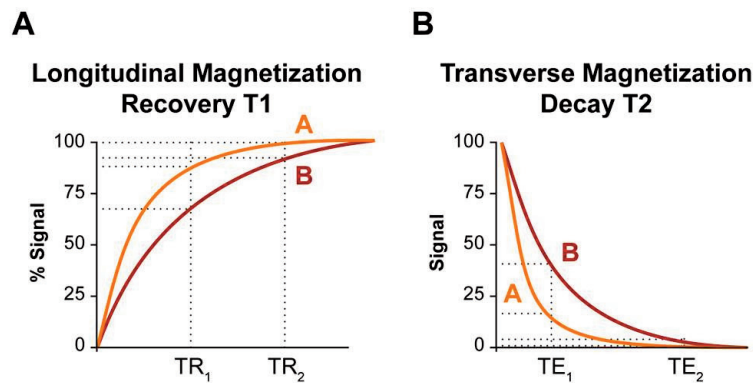 A
Longitudinal Magnetization
Recovery T1
% Signal
100
75
50
25
0
A
B
TR₁
TR₂
B
Transverse Magnetization
Decay T2
Signal
100
75
50
25
0
B
A
TE₁
TE₂